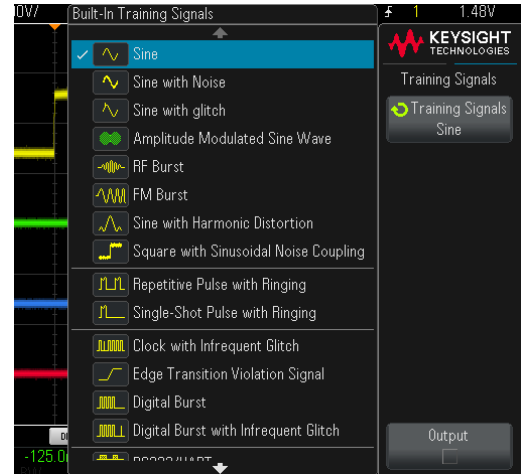 00V/
Built-In Training Signals
1
1.48V
KEYSIGHT
TECHNOLOGIES
Training Signals
Training Signals
Sine
Sine
Sine with Noise
Sine with glitch
Amplitude Modulated Sine Wave
RF Burst
FM Burst
Sine with Harmonic Distortion
Square with Sinusoidal Noise Coupling
Repetitive Pulse with Ringing
Single-Shot Pulse with Ringing
Clock with Infrequent Glitch
Edge Transition Violation Signal
Digital Burst
Digital Burst with Infrequent Glitch
Output
-125.0